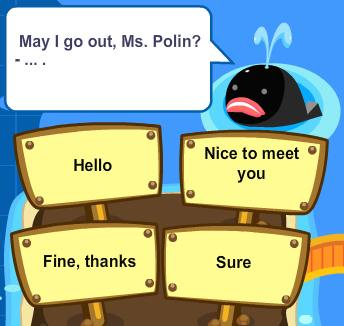 May I go out, Ms. Polin?
- ... .
Hello
Nice to meet
you
Fine, thanks
Sure